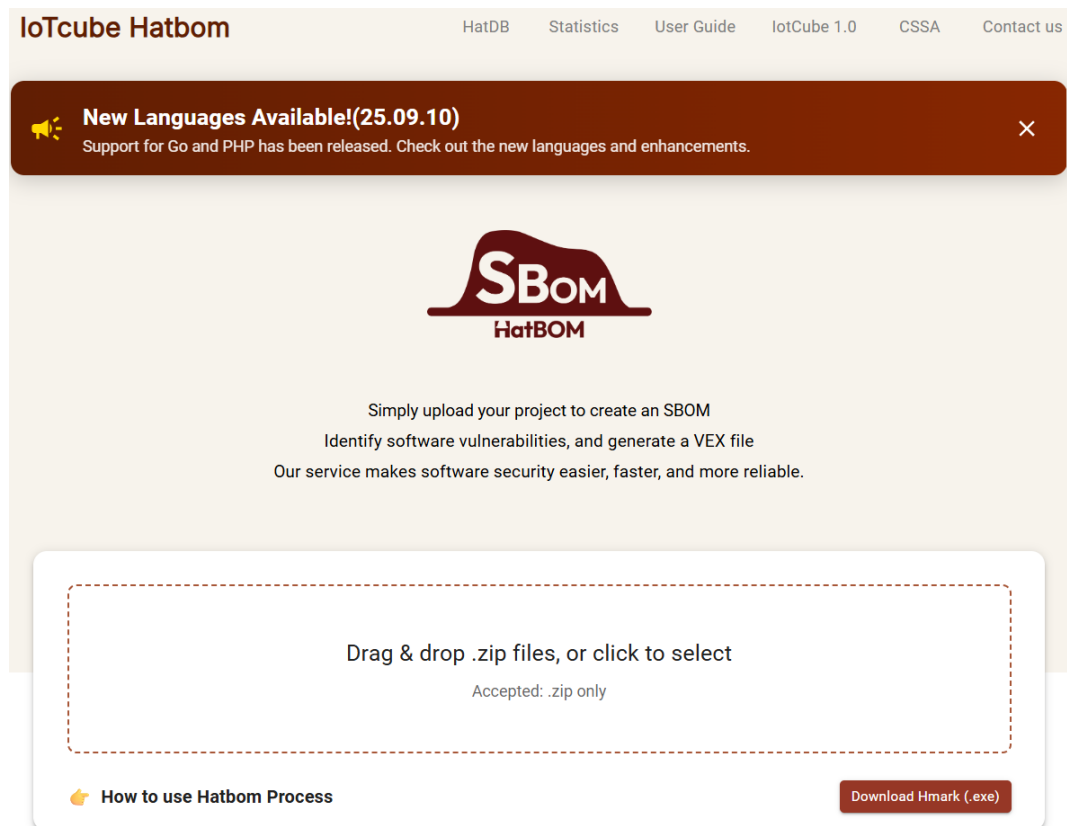 IoTcube Hatbom
HatDB Statistics User Guide IotCube 1.0 CSSA Contact us
New Languages Available!(25.09.10)
Support for Go and PHP has been released. Check out the new languages and enhancements.
SBOM
HatBOM
Simply upload your project to create an SBOM
Identify software vulnerabilities, and generate a VEX file
Our service makes software security easier, faster, and more reliable.
Drag & drop .zip files, or click to select
Accepted: .zip only
How to use Hatbom Process
Download Hmark (.exe)